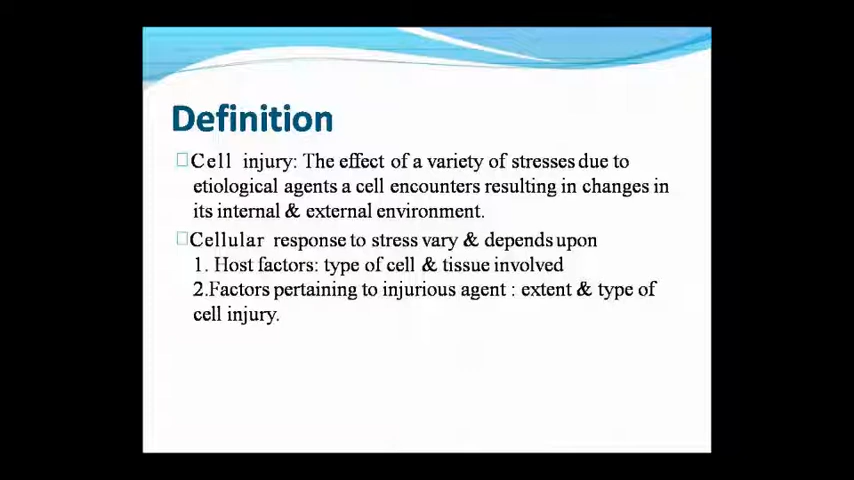 Definition
Cell injury: The effect of a variety of stresses due to
etiological agents a cell encounters resulting in changes in
its internal & external environment.
Cellular response to stress vary & depends upon
1. Host factors: type of cell & tissue involved
2.Factors pertaining to injurious agent : extent & type of
cell injury.